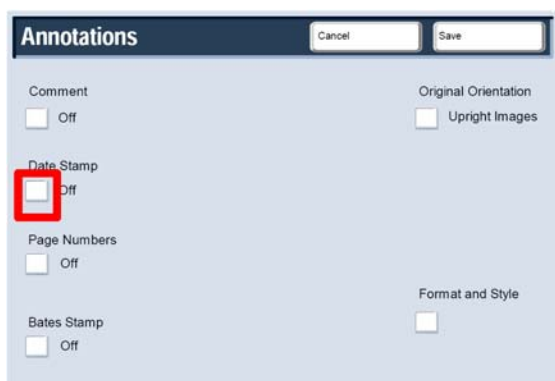 Annotations
Cancel
Save
Comment
Off
Original Orientation
Upright Images
Date Stamp
Off
Page Numbers
Off
Format and Style
Bates Stamp
Off